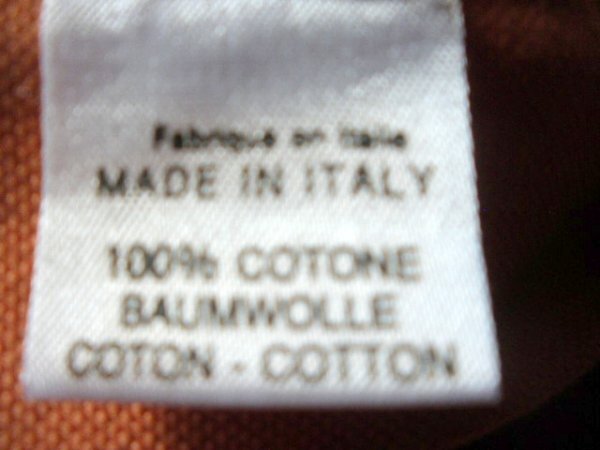 Fabrique en Italie
MADE IN ITALY
100% COTONE
BAUMWOLLE
COTON - COTTON